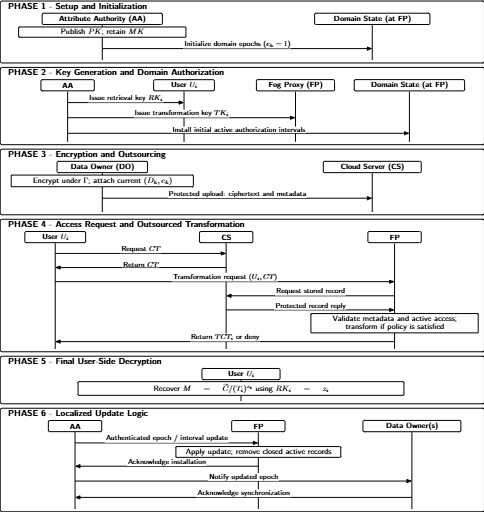 PHASE 1 - Setup and Initialization
Attribute Authority (AA) Domain State (at FP)
Publish PK; retain MK
Initialize domain epochs (e_k = 1)
PHASE 2 - Key Generation and Domain Authorization
AA User U_i Fog Proxy (FP) Domain State (at FP)
Issue retrieval key RK_i
Issue transformation key TK_i
Install initial active authorization intervals
PHASE 3 - Encryption and Outsourcing
Data Owner (DO) Cloud Server (CS)
Encrypt under Γ; attach current (D_k, e_k)
Protected upload: ciphertext and metadata
PHASE 4 - Access Request and Outsourced Transformation
User U_i CS FP
Request CT
Return CT
Transformation request (U_i, CT)
Request stored record
Protected record reply
Validate metadata and active access;
transform if policy is satisfied
Return TCT_i or deny
PHASE 5 - Final User-Side Decryption
User U_i
Recover M = C̃/(T_i)^{z_i} using RK_i = z_i
PHASE 6 - Localized Update Logic
AA FP Data Owner(s)
Authenticated epoch / interval update
Apply update; remove closed active records
Acknowledge installation
Notify updated epoch
Acknowledge synchronization